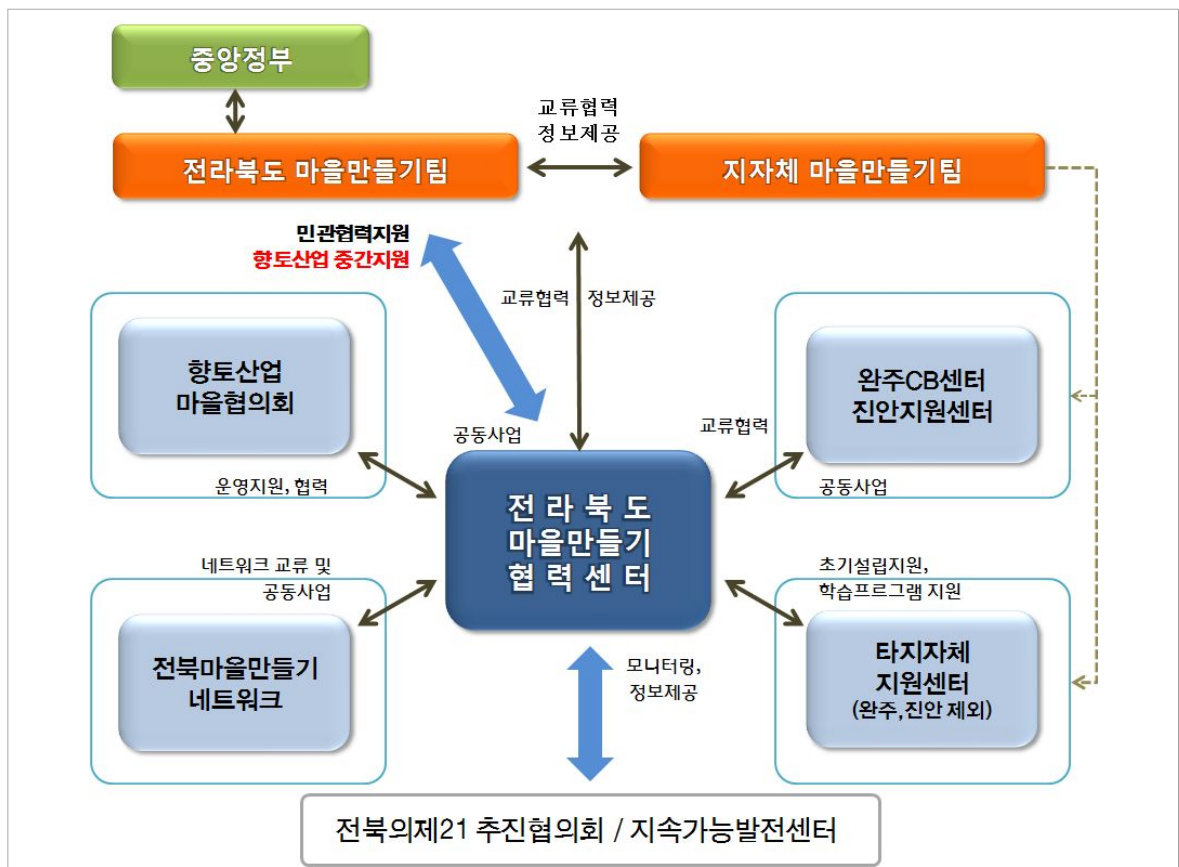 중앙정부
교류협력
정보제공
전라북도 마을만들기팀
지자체 마을만들기팀
민관협력지원
향토산업 중간지원
교류협력 정보제공
향토산업
마을협의회
완주CB센터
진안지원센터
공동사업
교류협력
운영지원, 협력
공동사업
전 라 북 도
마을만들기
협 력 센 터
네트워크 교류 및
공동사업
초기설립지원,
학습프로그램 지원
전북마을만들기
네트워크
모니터링,
정보제공
타지자체
지원센터
(완주,진안 제외)
전북의제21 추진협의회 / 지속가능발전센터